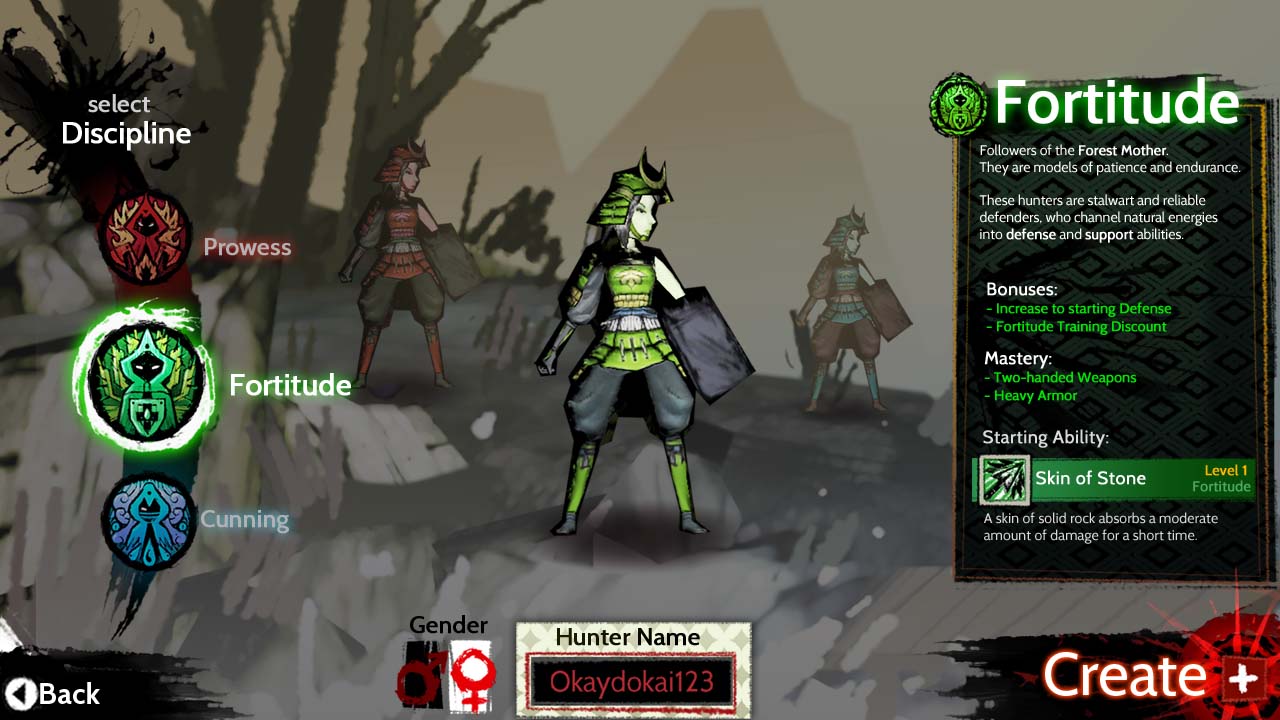 select
Discipline
Prowess
Fortitude
Cunning
Fortitude
Followers of the Forest Mother.
They are models of patience and endurance.
These hunters are stalwart and reliable
defenders, who channel natural energies
into defense and support abilities.
Bonuses:
- Increase to starting Defense
- Fortitude Training Discount
Mastery:
- Two-handed Weapons
- Heavy Armor
Starting Ability:
Skin of Stone
Level 1
Fortitude
A skin of solid rock absorbs a moderate
amount of damage for a short time.
Gender
Hunter Name
Okaydokai123
Back
Create